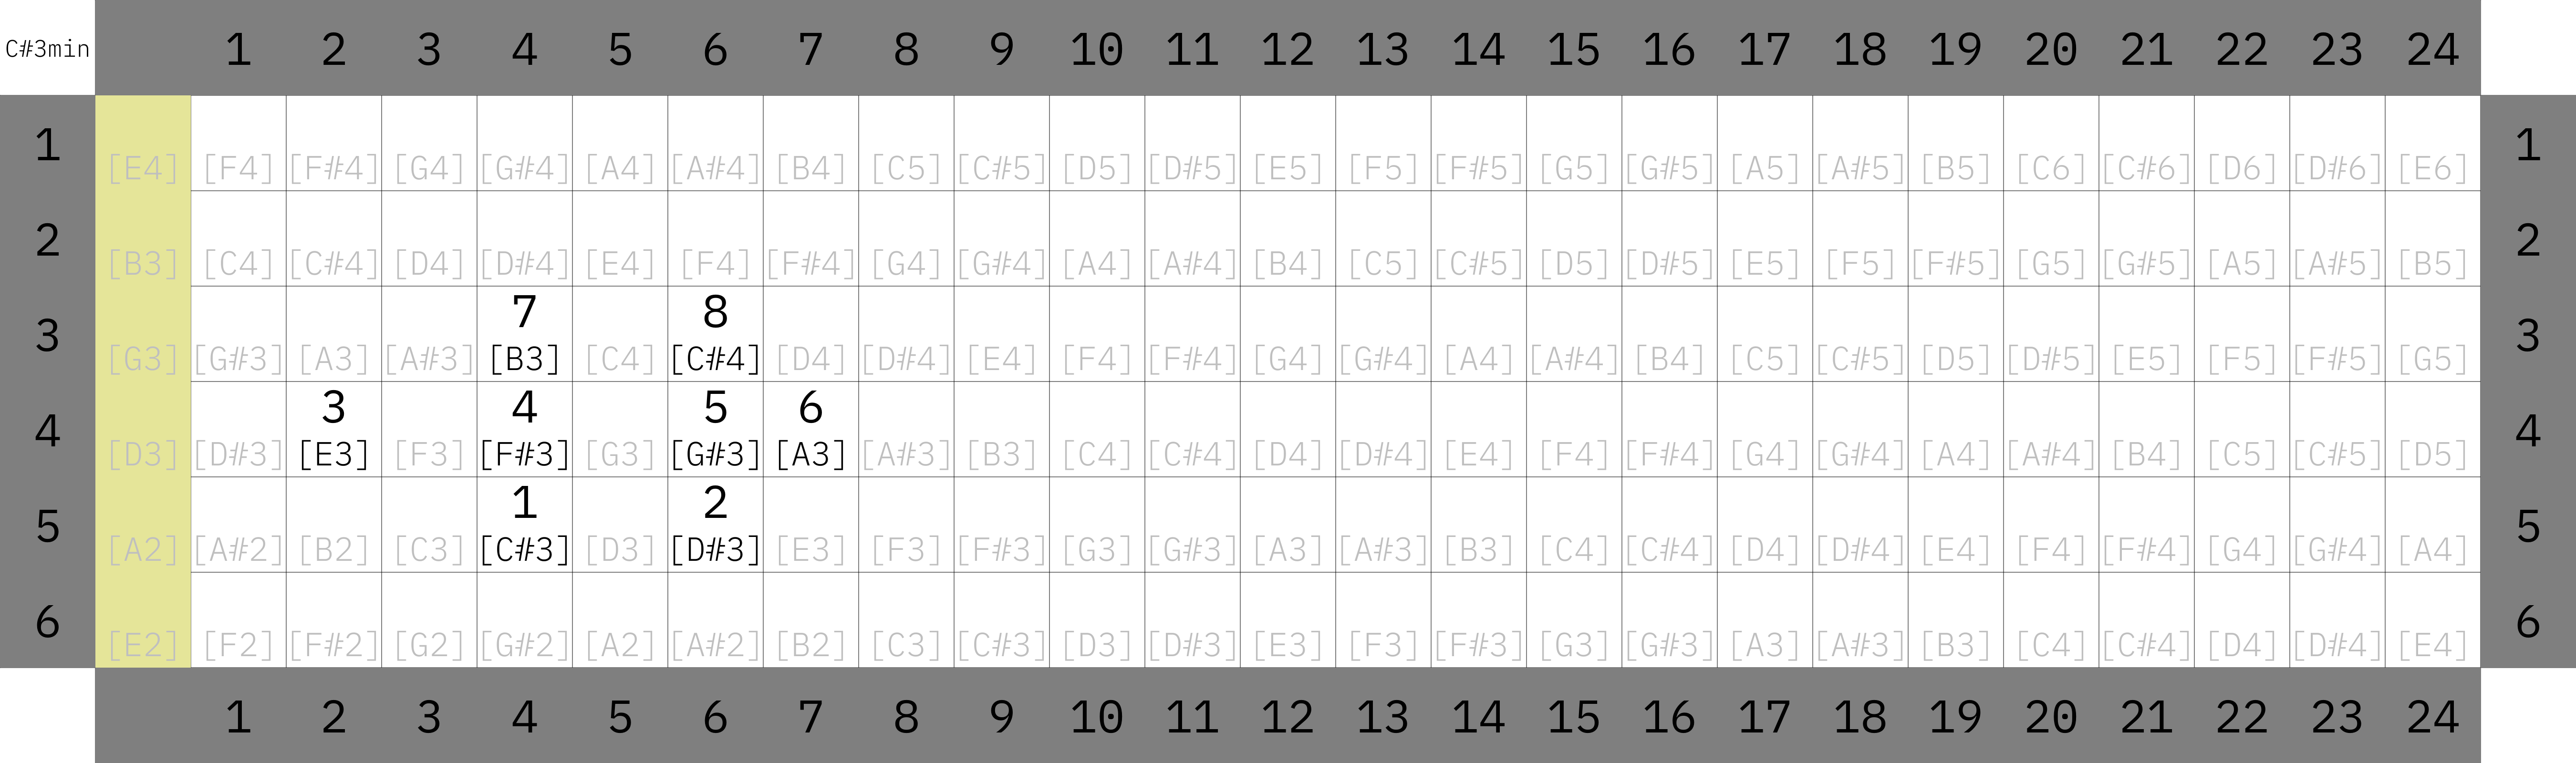 C#3min 1 2 3 4 5 6 7 8 9 10 11 12 13 14 15 16 17 18 19 20 21 22 23 24
1 [E4] [F4] [F#4] [G4] [G#4] [A4] [A#4] [B4] [C5] [C#5] [D5] [D#5] [E5] [F5] [F#5] [G5] [G#5] [A5] [A#5] [B5] [C6] [C#6] [D6] [D#6] [E6] 1
2 [B3] [C4] [C#4] [D4] [D#4] [E4] [F4] [F#4] [G4] [G#4] [A4] [A#4] [B4] [C5] [C#5] [D5] [D#5] [E5] [F5] [F#5] [G5] [G#5] [A5] [A#5] [B5] 2
7 8
3 [G3] [G#3] [A3] [A#3] [B3] [C4] [C#4] [D4] [D#4] [E4] [F4] [F#4] [G4] [G#4] [A4] [A#4] [B4] [C5] [C#5] [D5] [D#5] [E5] [F5] [F#5] [G5] 3
3 4 5 6
4 [D3] [D#3] [E3] [F3] [F#3] [G3] [G#3] [A3] [A#3] [B3] [C4] [C#4] [D4] [D#4] [E4] [F4] [F#4] [G4] [G#4] [A4] [A#4] [B4] [C5] [C#5] [D5] 4
1 2
5 [A2] [A#2] [B2] [C3] [C#3] [D3] [D#3] [E3] [F3] [F#3] [G3] [G#3] [A3] [A#3] [B3] [C4] [C#4] [D4] [D#4] [E4] [F4] [F#4] [G4] [G#4] [A4] 5
6 [E2] [F2] [F#2] [G2] [G#2] [A2] [A#2] [B2] [C3] [C#3] [D3] [D#3] [E3] [F3] [F#3] [G3] [G#3] [A3] [A#3] [B3] [C4] [C#4] [D4] [D#4] [E4] 6
1 2 3 4 5 6 7 8 9 10 11 12 13 14 15 16 17 18 19 20 21 22 23 24